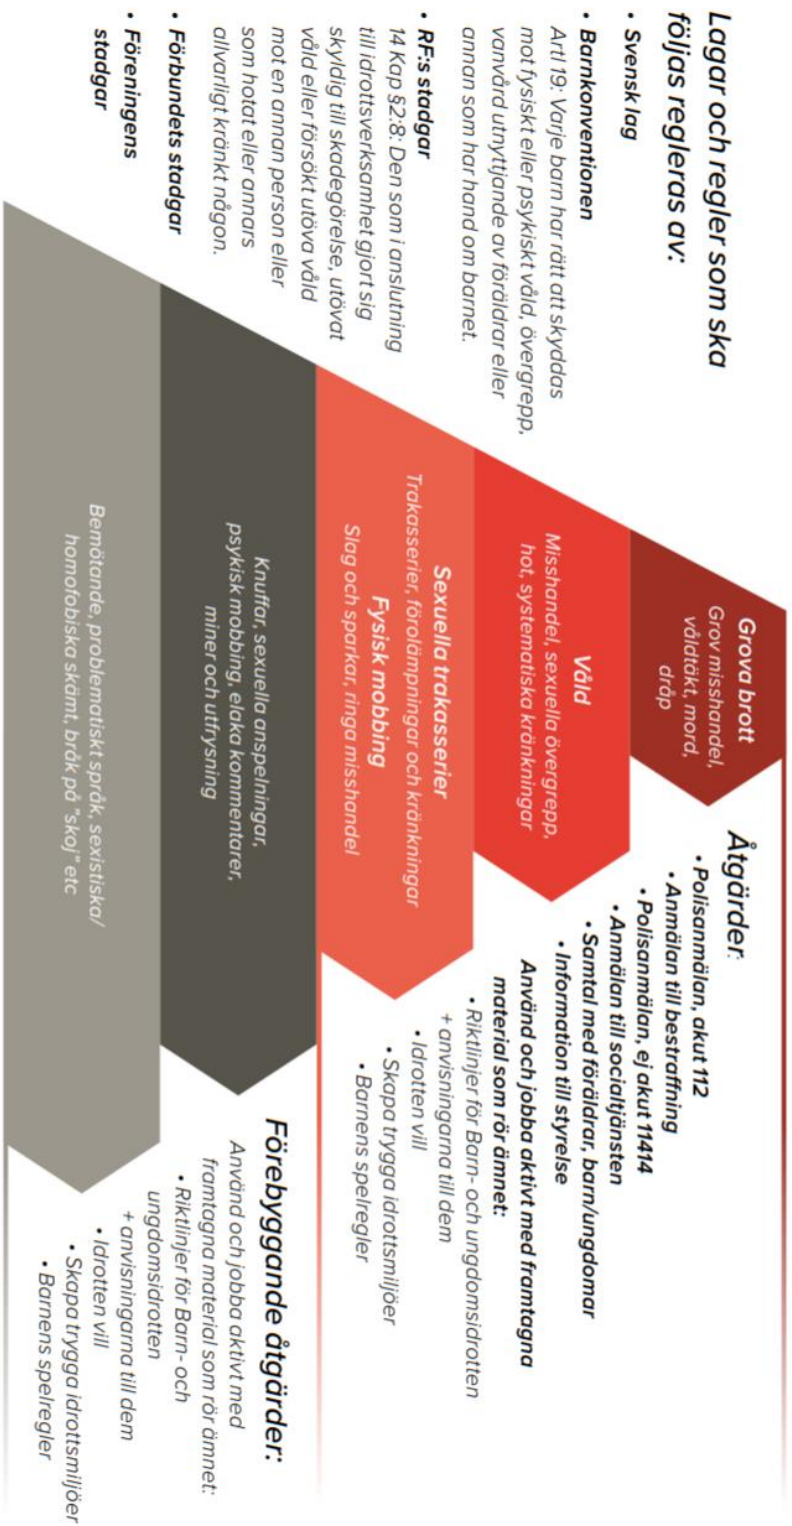 Lagar och regler som ska
följas regleras av:
• Svensk lag
• Barnkonventionen
Artl 19: Varje barn har rätt att skyddas
mot fysiskt eller psykiskt våld, övergrepp,
vanvård utnyttjande av föräldrar eller
annan som har hand om barnet.
• RF:s stadgar
14 Kap §2:8: Den som i anslutning
till idrottsverksamhet gjort sig
skyldig till skadegörelse, utövat
våld eller försökt utöva våld
mot en annan person eller
som hotat eller annars
allvarligt kränkt någon.
• Förbundets stadgar
• Föreningens
stadgar
Grova brott
Grov misshandel,
våldtäkt, mord,
dråp
Våld
Misshandel, sexuella övergrepp,
hot, systematiska kränkningar
Sexuella trakasserier
Trakasserier, förolämpningar och kränkningar
Fysisk mobbing
Slag och sparkar, ringa misshandel
Knuffar, sexuella anspelningar,
psykisk mobbing, elaka kommentarer,
miner och utfrysning
Bemötande, problematiskt språk, sexistiska/
homofobiska skämt, bråk på "skoj" etc
Åtgärder:
• Polisanmälan, akut 112
• Anmälan till bestraffning
• Polisanmälan, ej akut 11414
• Anmälan till socialtjänsten
• Samtal med föräldrar, barn/ungdomar
• Information till styrelse
Använd och jobba aktivt med framtagna
material som rör ämnet:
• Riktlinjer för Barn- och ungdomsidrotten
+ anvisningarna till dem
• Idrotten vill
• Skapa trygga idrottsmiljöer
• Barnens spelregler
Förebyggande åtgärder:
Använd och jobba aktivt med
framtagna material som rör ämnet:
• Riktlinjer för Barn- och
ungdomsidrotten
+ anvisningarna till dem
• Idrotten vill
• Skapa trygga idrottsmiljöer
• Barnens spelregler